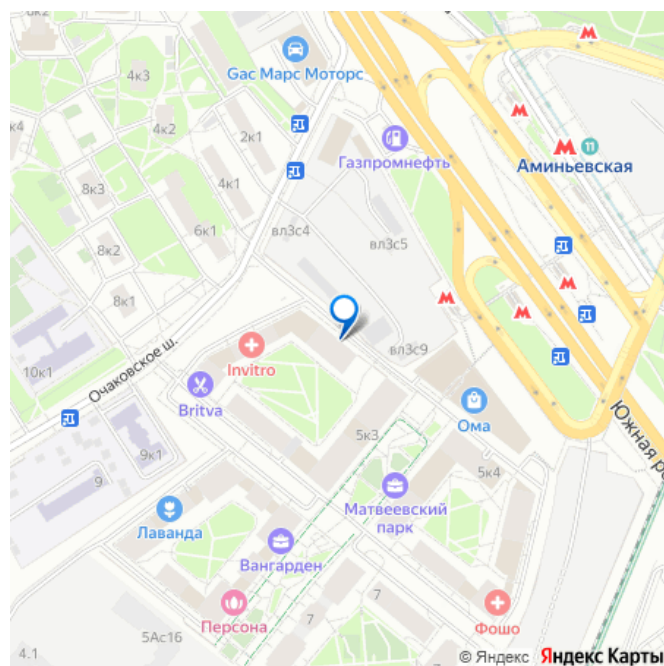 4к3
Gac Марс Моторс
4к4
4к2
2к1
Газпромнефть
М
М
М
11
Аминьевская
8к3
4к1
6к1
вл3с4
вл3с5
8к2
8к1
М
М
М
10к1
Очаковское ш.
Invitro
вл3с9
Britva
Ома
5к3
Южная ро
9к1
9
5к4
Матвеевский
парк
Лаванда
Вангарден
Персона
7
7
Фошо
5Ас16
4.1
© Яндекс Яндекс Карты